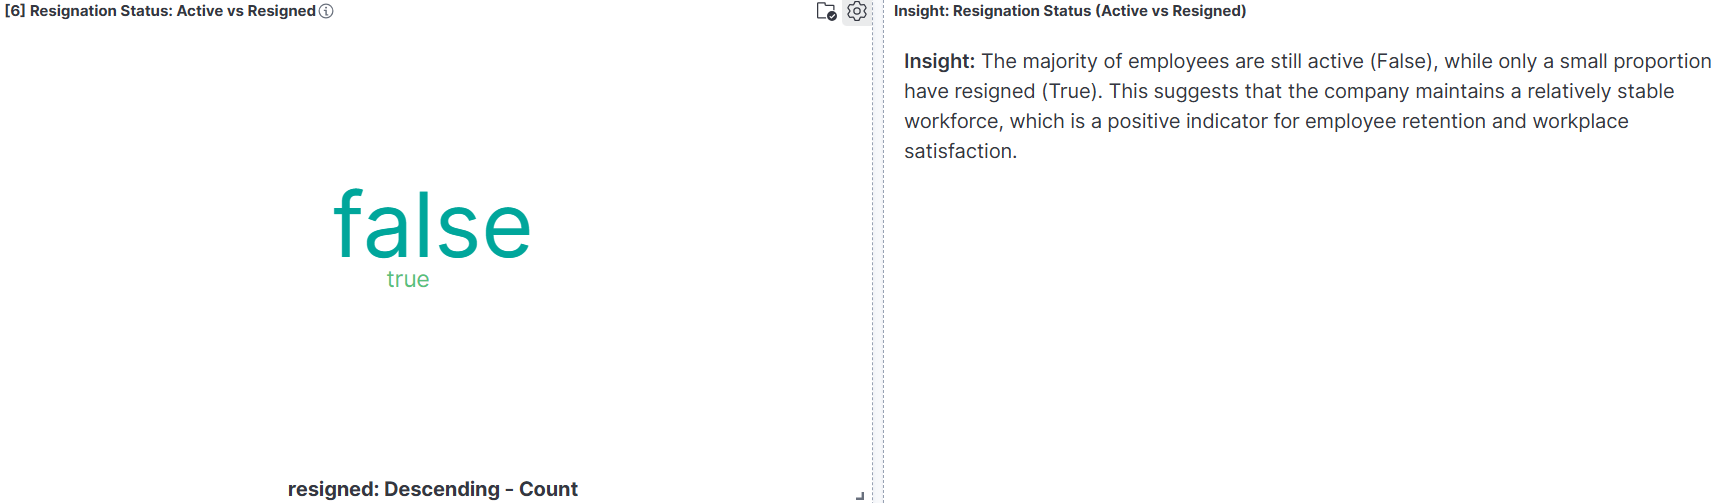 [6] Resignation Status: Active vs Resigned
false
true
resigned: Descending - Count
Insight: Resignation Status (Active vs Resigned)
Insight: The majority of employees are still active (False), while only a small proportion
have resigned (True). This suggests that the company maintains a relatively stable
workforce, which is a positive indicator for employee retention and workplace
satisfaction.